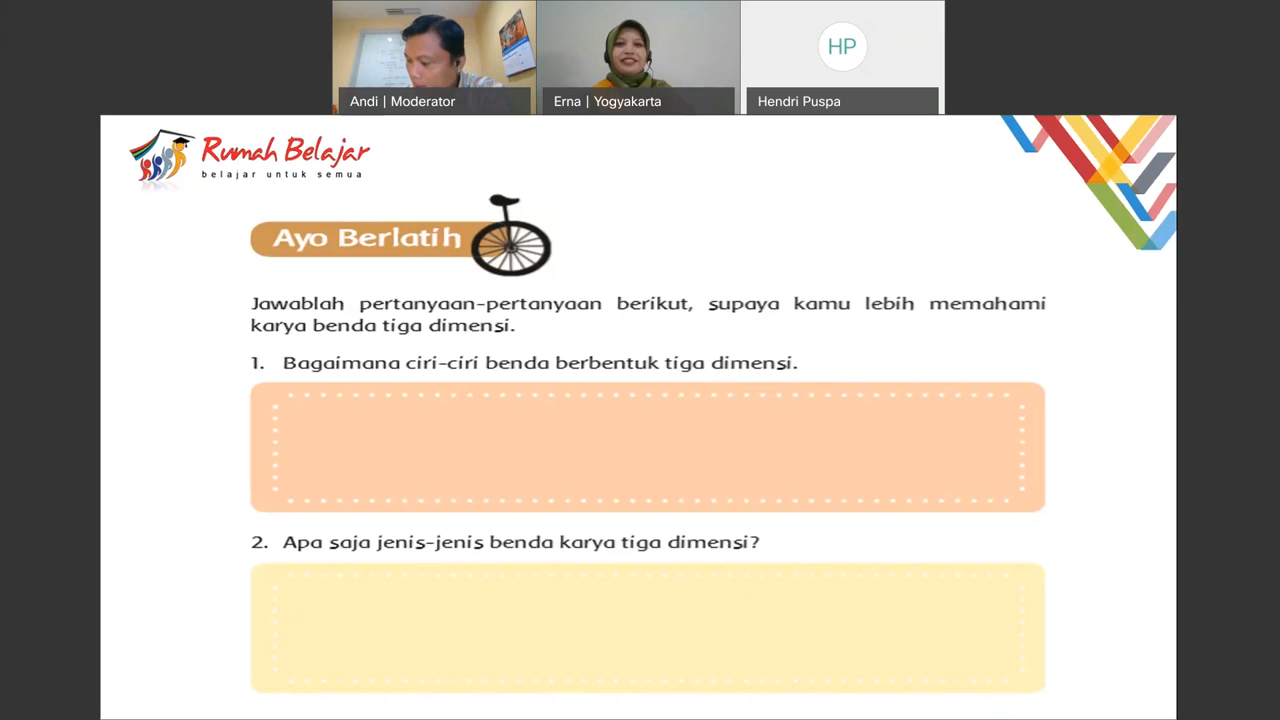 Andi | Moderator
Erna | Yogyakarta
HP
Hendri Puspa
Rumah Belajar
belajar untuk semua
Ayo Berlatih
Jawablah pertanyaan-pertanyaan berikut, supaya kamu lebih memahami
karya benda tiga dimensi.
1. Bagaimana ciri-ciri benda berbentuk tiga dimensi.
2. Apa saja jenis-jenis benda karya tiga dimensi?